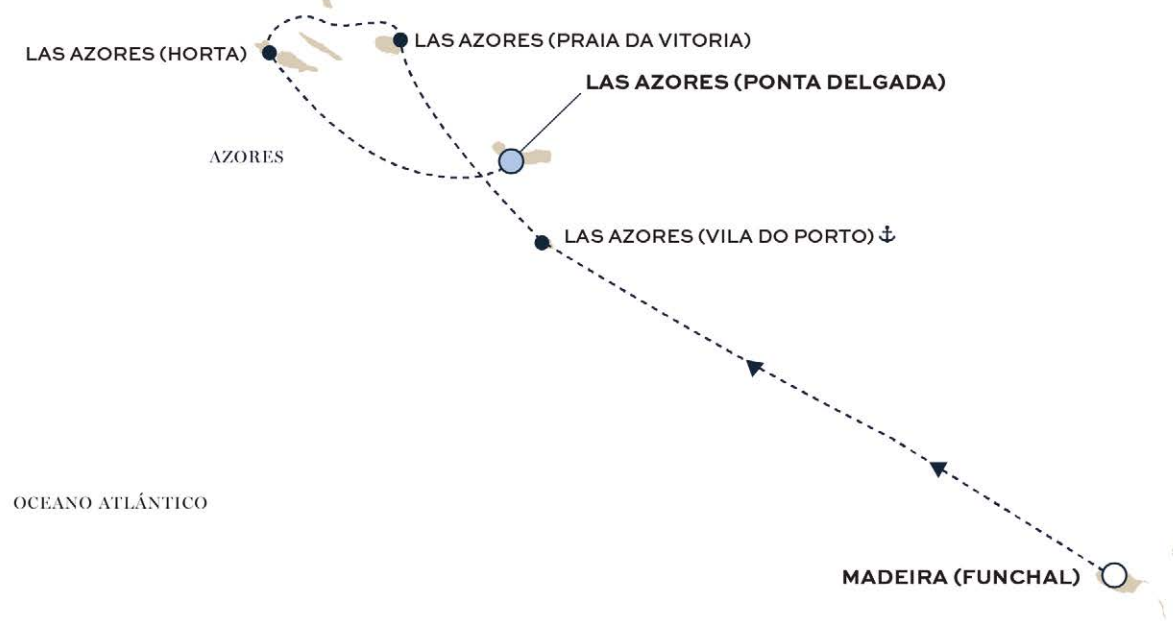 LAS AZORES (PRAIA DA VITORIA)
LAS AZORES (HORTA)
LAS AZORES (PONTA DELGADA)
AZORES
LAS AZORES (VILA DO PORTO)
OCEANO ATLÁNTICO
MADEIRA (FUNCHAL)